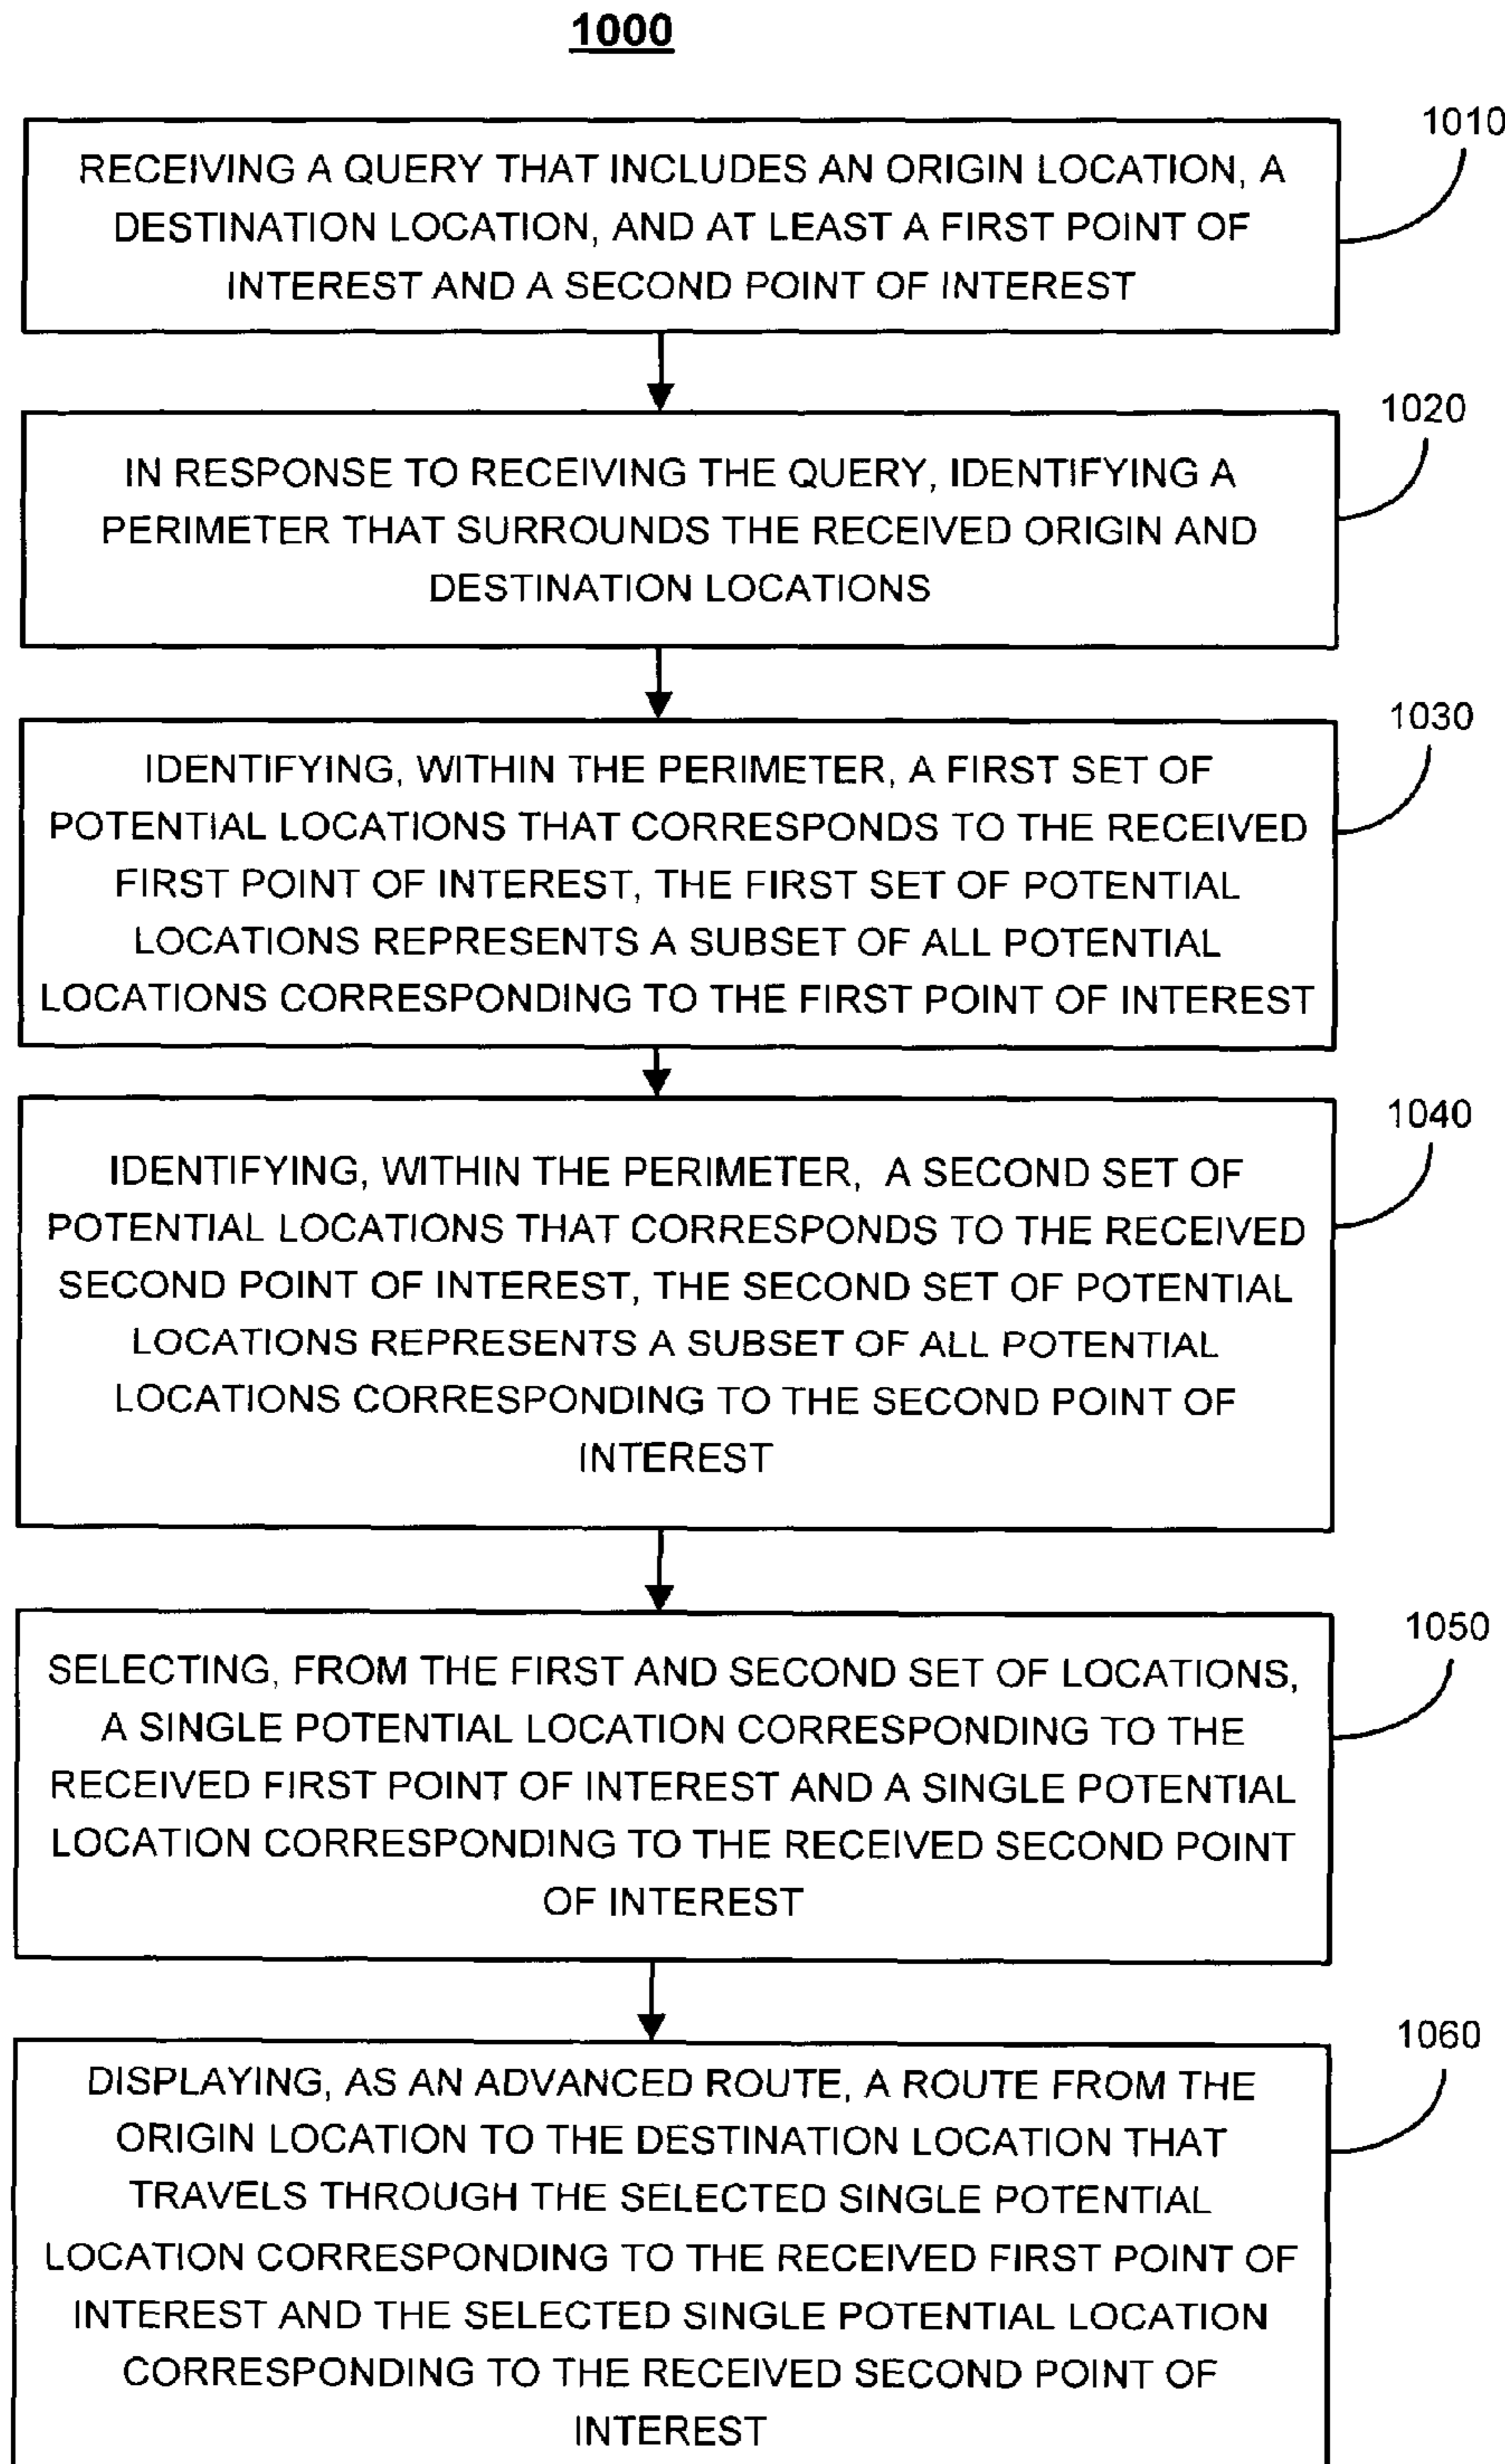 1000
1010
RECEIVING A QUERY THAT INCLUDES AN ORIGIN LOCATION, A
DESTINATION LOCATION, AND AT LEAST A FIRST POINT OF
INTEREST AND A SECOND POINT OF INTEREST
1020
IN RESPONSE TO RECEIVING THE QUERY, IDENTIFYING A
PERIMETER THAT SURROUNDS THE RECEIVED ORIGIN AND
DESTINATION LOCATIONS
1030
IDENTIFYING, WITHIN THE PERIMETER, A FIRST SET OF
POTENTIAL LOCATIONS THAT CORRESPONDS TO THE RECEIVED
FIRST POINT OF INTEREST, THE FIRST SET OF POTENTIAL
LOCATIONS REPRESENTS A SUBSET OF ALL POTENTIAL
LOCATIONS CORRESPONDING TO THE FIRST POINT OF INTEREST
1040
IDENTIFYING, WITHIN THE PERIMETER, A SECOND SET OF
POTENTIAL LOCATIONS THAT CORRESPONDS TO THE RECEIVED
SECOND POINT OF INTEREST, THE SECOND SET OF POTENTIAL
LOCATIONS REPRESENTS A SUBSET OF ALL POTENTIAL
LOCATIONS CORRESPONDING TO THE SECOND POINT OF
INTEREST
1050
SELECTING, FROM THE FIRST AND SECOND SET OF LOCATIONS,
A SINGLE POTENTIAL LOCATION CORRESPONDING TO THE
RECEIVED FIRST POINT OF INTEREST AND A SINGLE POTENTIAL
LOCATION CORRESPONDING TO THE RECEIVED SECOND POINT
OF INTEREST
1060
DISPLAYING, AS AN ADVANCED ROUTE, A ROUTE FROM THE
ORIGIN LOCATION TO THE DESTINATION LOCATION THAT
TRAVELS THROUGH THE SELECTED SINGLE POTENTIAL
LOCATION CORRESPONDING TO THE RECEIVED FIRST POINT OF
INTEREST AND THE SELECTED SINGLE POTENTIAL LOCATION
CORRESPONDING TO THE RECEIVED SECOND POINT OF
INTEREST